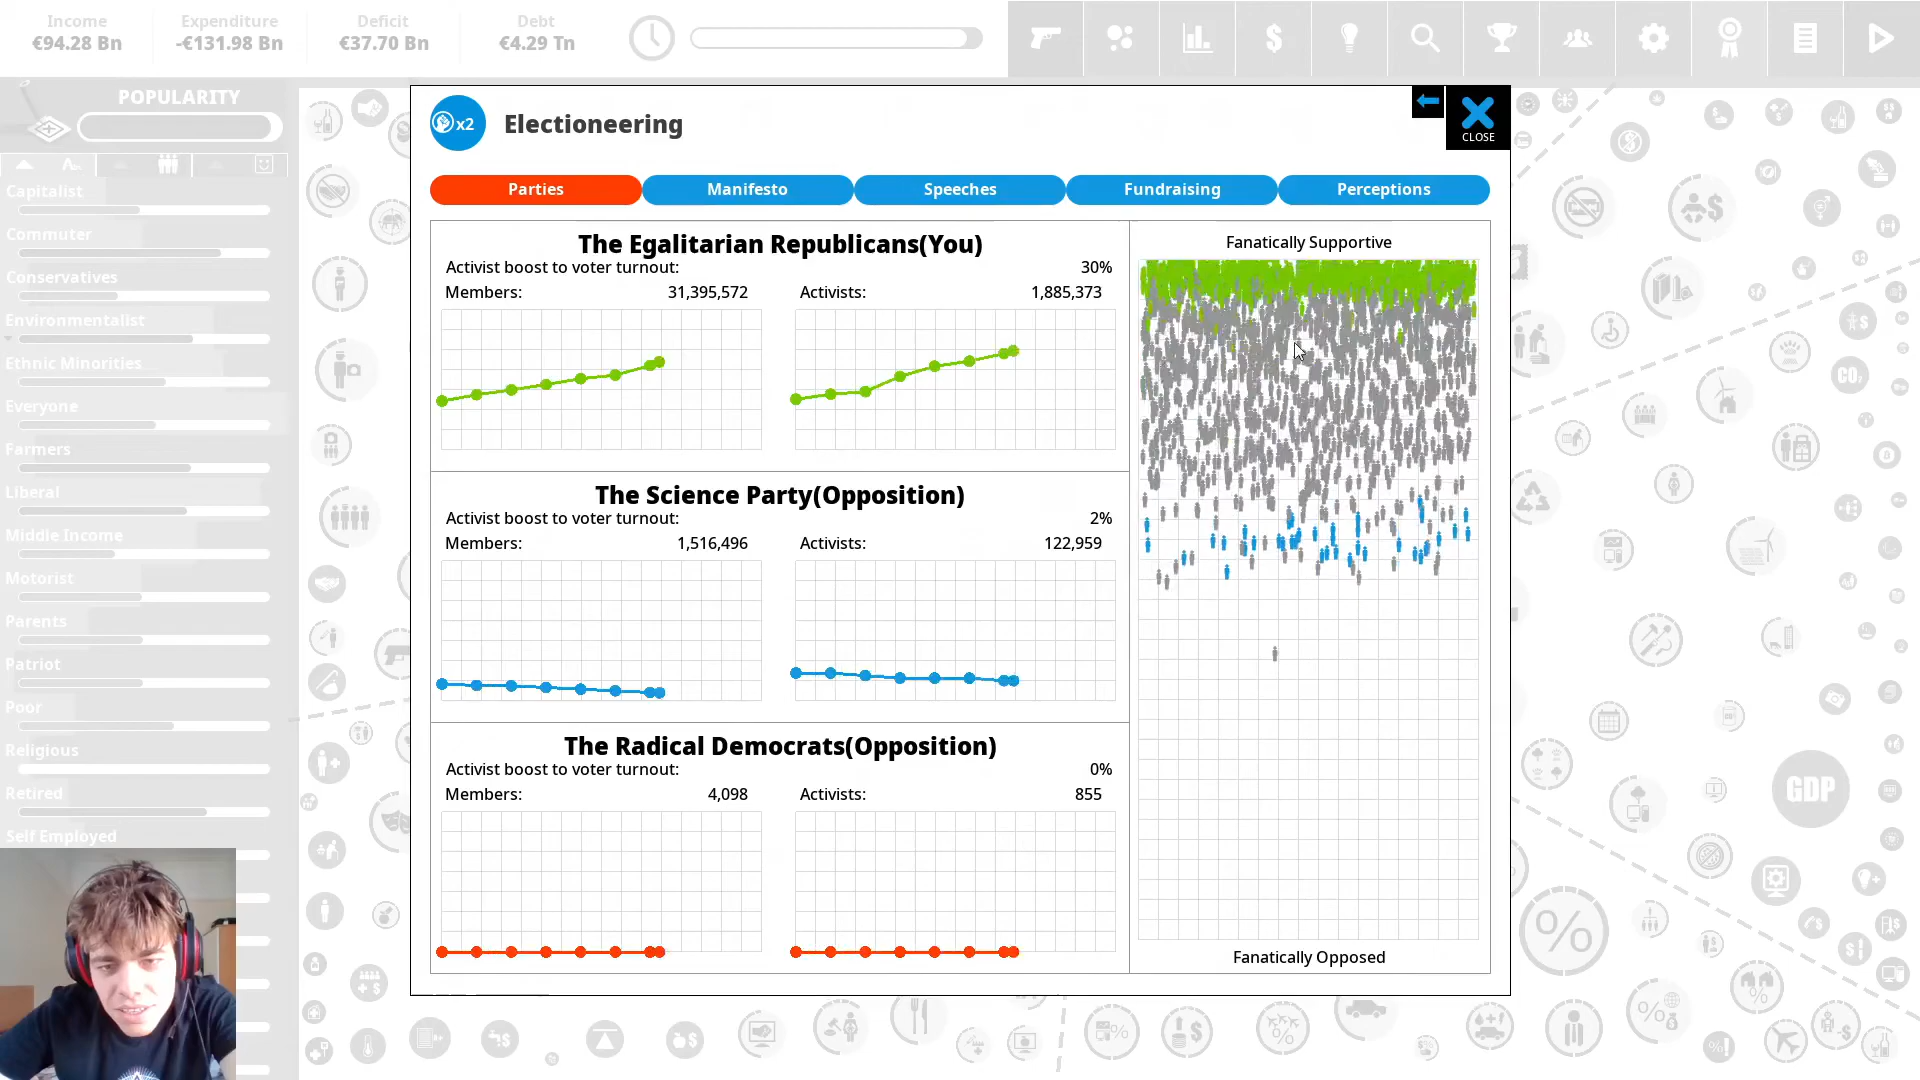 Income
Expenditure
Deficit
Debt
€94.28 Bn
-€131.98 Bn
€37.70 Bn
€4.29 Tn
POPULARITY
Capitalist
Commuter
Conservatives
Environmentalist
Ethnic Minorities
Everyone
Farmers
Liberal
Middle Income
Motorist
Parents
Patriot
Poor
Religious
Retired
Self Employed
x2
Electioneering
CLOSE
Parties
Manifesto
Speeches
Fundraising
Perceptions
The Egalitarian Republicans(You)
Activist boost to voter turnout: 30%
Members: 31,395,572 Activists: 1,885,373
The Science Party(Opposition)
Activist boost to voter turnout: 2%
Members: 1,516,496 Activists: 122,959
The Radical Democrats(Opposition)
Activist boost to voter turnout: 0%
Members: 4,098 Activists: 855
Fanatically Supportive
Fanatically Opposed
CO₂
GDP